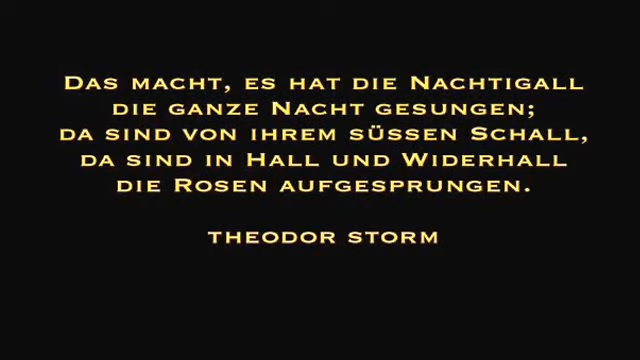 Das macht, es hat die Nachtigall
die ganze Nacht gesungen;
da sind von ihrem süssen Schall,
da sind in Hall und Widerhall
die Rosen aufgesprungen.
Theodor Storm